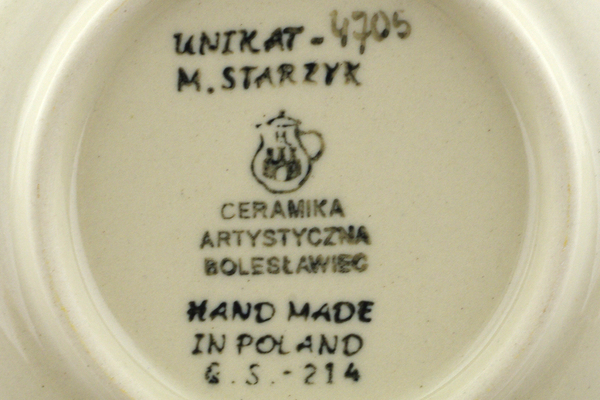 UNIKAT - 4705
M. STARZYK
CERAMIKA
ARTYSTYCZNA
BOLESŁAWIEC
HAND MADE
IN POLAND
G.S.-214